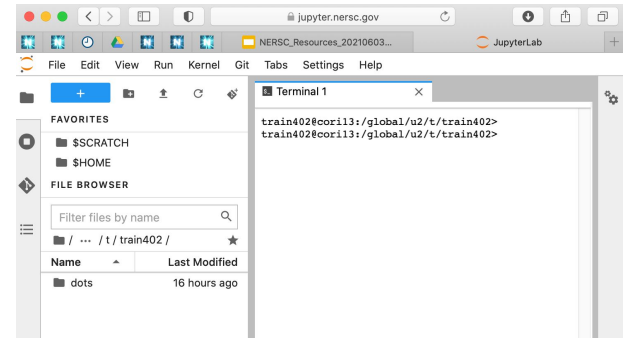 jupyter.nersc.gov
NERSC_Resources_20210603...
JupyterLab
File Edit View Run Kernel Git Tabs Settings Help
Terminal 1
FAVORITES
$SCRATCH
$HOME
FILE BROWSER
Filter files by name
/ ··· / t / train402 /
Name Last Modified
dots 16 hours ago
train402@cori13:/global/u2/t/train402>
train402@cori13:/global/u2/t/train402>